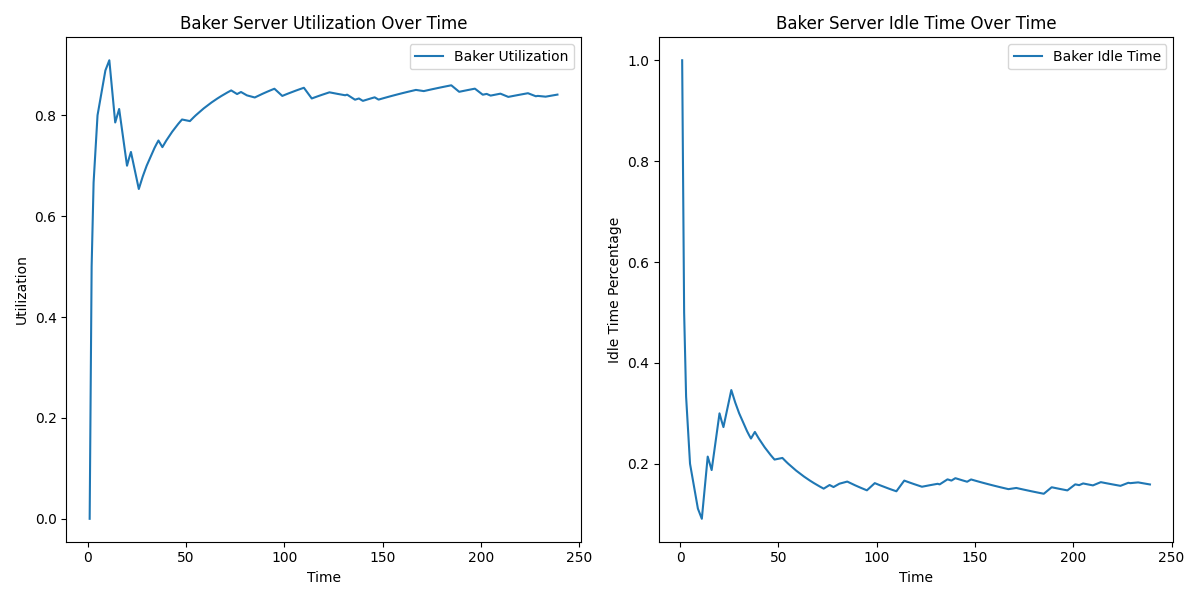 Baker Server Utilization Over Time
Baker Utilization
Utilization
0.8
0.6
0.4
0.2
0.0
0
50
100
150
200
250
Time
Baker Server Idle Time Over Time
Baker Idle Time
Idle Time Percentage
1.0
0.8
0.6
0.4
0.2
0
50
100
150
200
250
Time